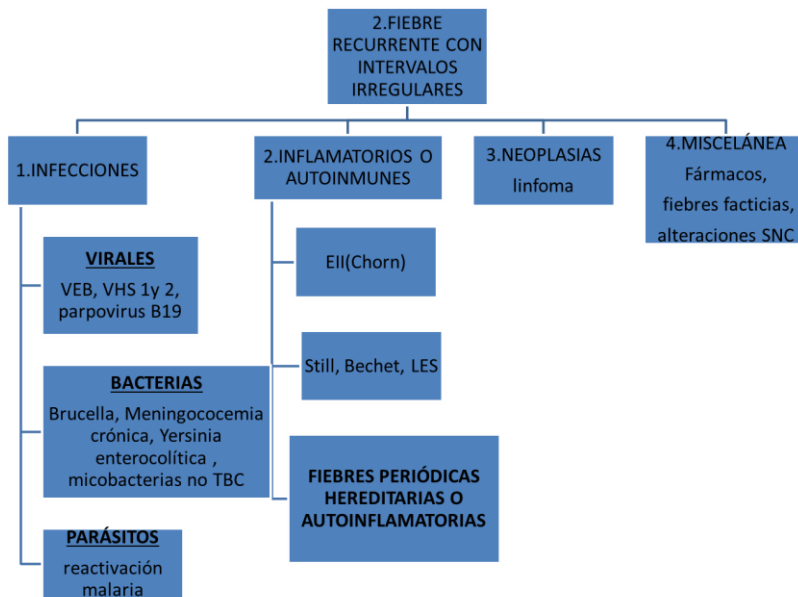 2.FIEBRE
RECURRENTE CON
INTERVALOS
IRREGULARES
1.INFECCIONES
VIRALES
VEB, VHS 1y 2,
parpovirus B19
BACTERIAS
Brucella, Meningococemia
crónica, Yersinia
enterocolítica ,
micobacterias no TBC
PARÁSITOS
reactivación
malaria
2.INFLAMATORIOS O
AUTOINMUNES
EII(Chorn)
Still, Bechet, LES
FIEBRES PERIÓDICAS
HEREDITARIAS O
AUTOINFLAMATORIAS
3.NEOPLASIAS
linfoma
4.MISCELÁNEA
Fármacos,
fiebres facticias,
alteraciones SNC